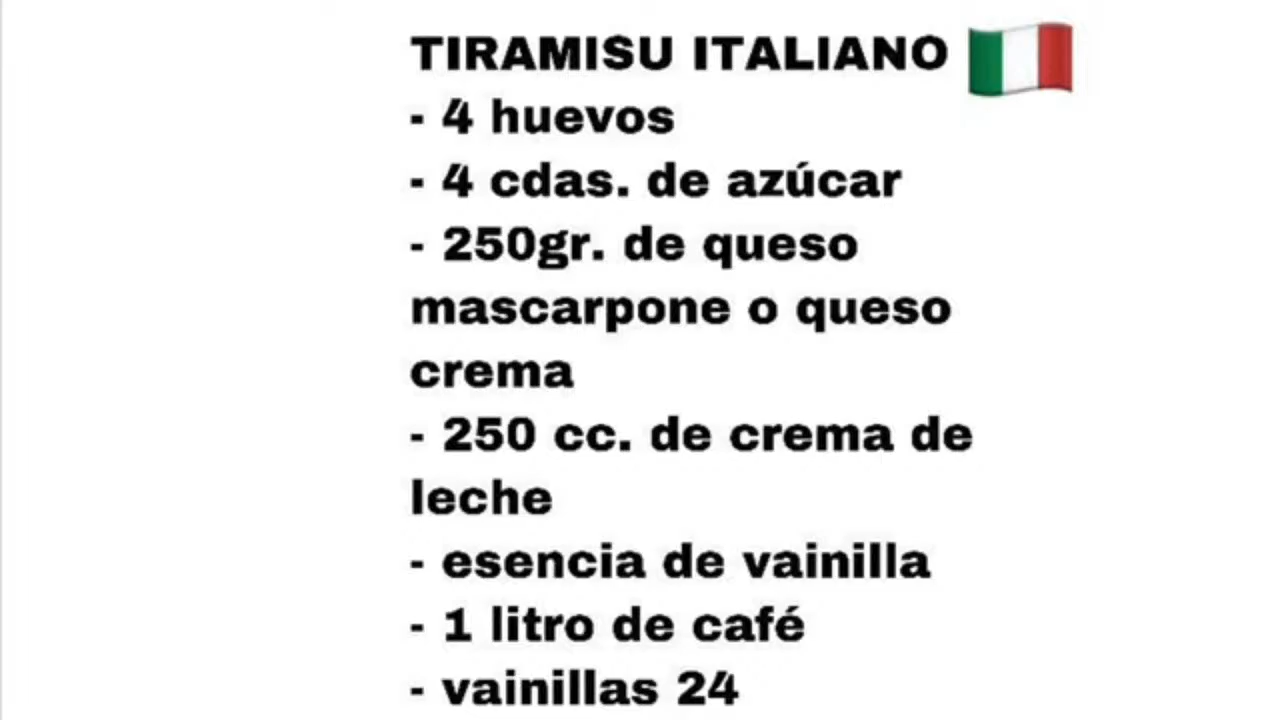 TIRAMISU ITALIANO 🇮🇹
- 4 huevos
- 4 cdas. de azúcar
- 250gr. de queso
mascarpone o queso
crema
- 250 cc. de crema de
leche
- esencia de vainilla
- 1 litro de café
- vainillas 24